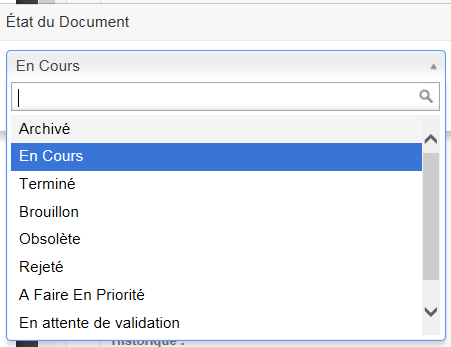 État du Document
En Cours
Archivé
En Cours
Terminé
Brouillon
Obsolète
Rejeté
A Faire En Priorité
En attente de validation
Historique :